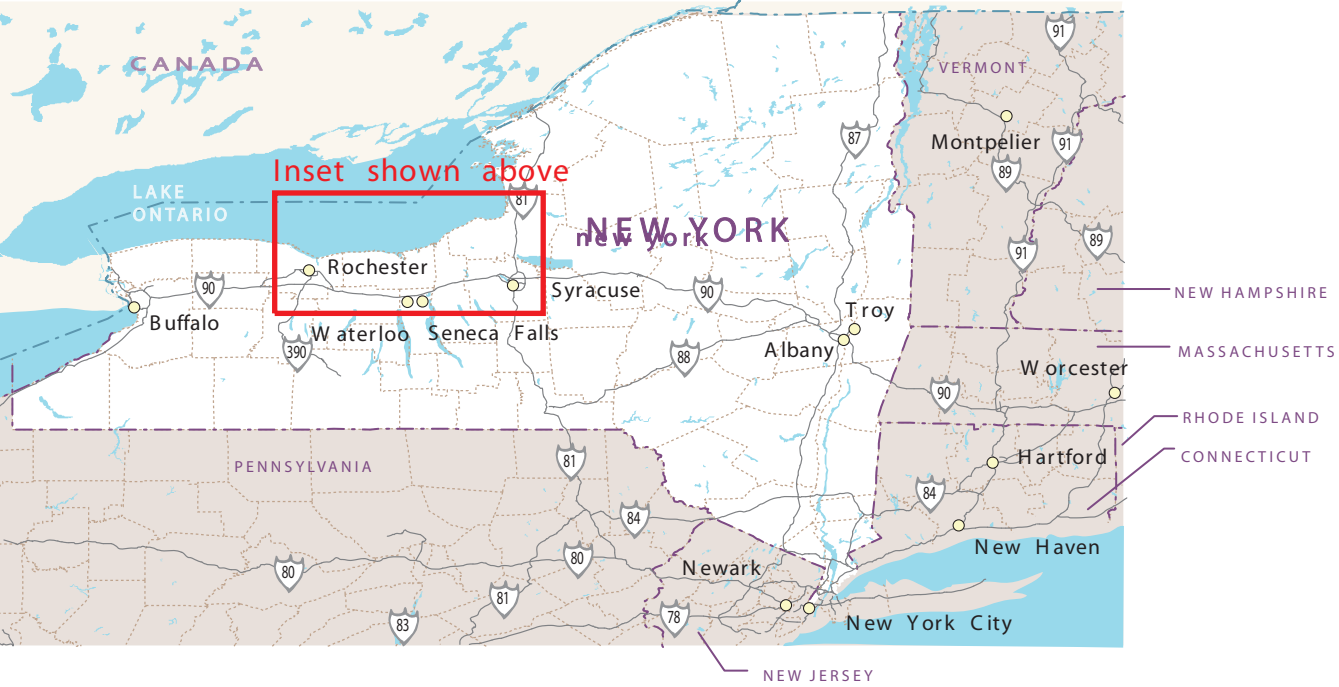 91
CANADA
VERMONT
87
Montpelier
91
Inset shown above
89
LAKE
ONTARIO
81
NEW YORK
new york
89
91
Rochester
90
Syracuse
90
NEW HAMPSHIRE
Buffalo
Troy
Waterloo
Seneca Falls
390
88
Albany
MASSACHUSETTS
Worcester
90
RHODE ISLAND
PENNSYLVANIA
81
Hartford
CONNECTICUT
84
84
New Haven
80
80
Newark
81
83
78
New York City
NEW JERSEY